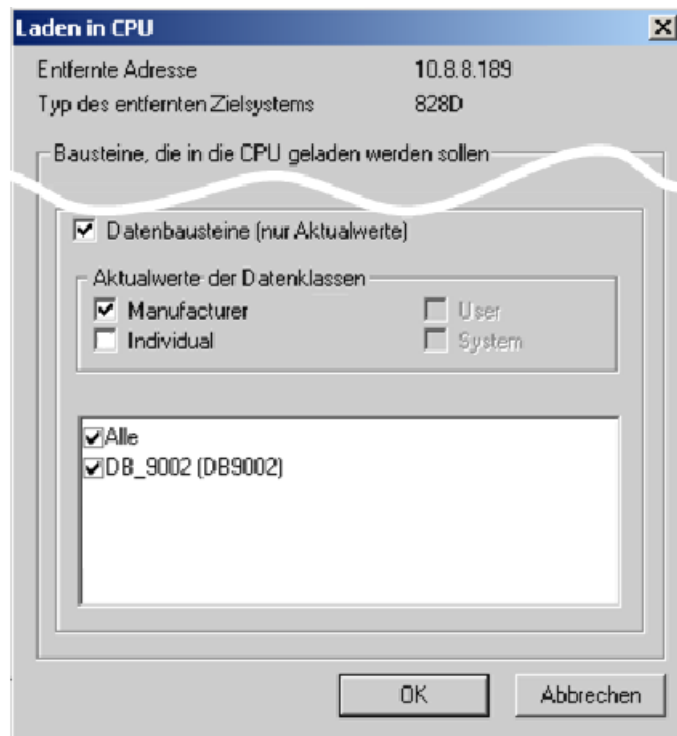 Laden in CPU
Entfernte Adresse 10.8.8.189
Typ des entfernten Zielsystems 828D
Bausteine, die in die CPU geladen werden sollen
Datenbausteine (nur Aktualwerte)
Aktualwerte der Datenklassen
Manufacturer User
Individual System
Alle
DB_9002 (DB9002)
OK Abbrechen